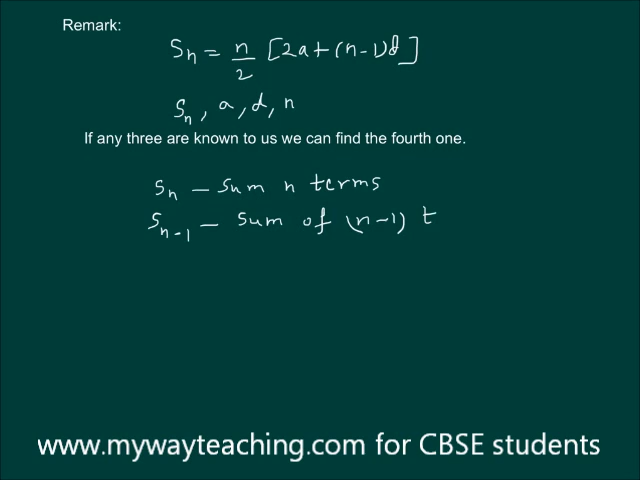 Remark:
Sn = n/2 [2a+(n-1)d]
Sn, a, d, n
If any three are known to us we can find the fourth one.
Sn - sum n terms
Sn-1 - sum of (n-1) t
www.mywayteaching.com for CBSE students